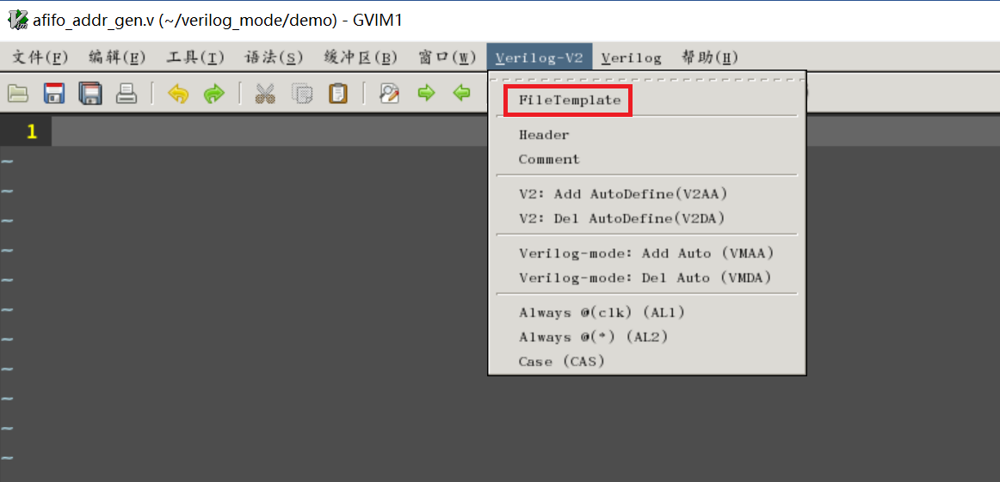 afifo_addr_gen.v (~/verilog_mode/demo) - GVIM1
文件(F) 编辑(E) 工具(T) 语法(S) 缓冲区(B) 窗口(W) Verilog-V2 Verilog 帮助(H)
FileTemplate
1
Header
~
Comment
~
V2: Add AutoDefine(V2AA)
V2: Del AutoDefine(V2DA)
~
Verilog-mode: Add Auto (VMAA)
~
Verilog-mode: Del Auto (VMDA)
~
Always @(clk) (AL1)
~
Always @(*) (AL2)
~
Case (CAS)
~
~
~
~